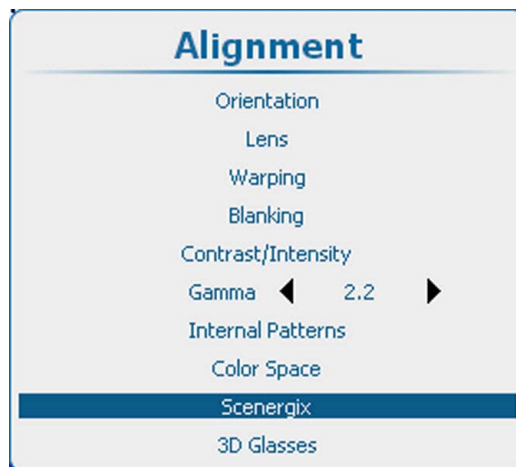 Alignment
Orientation
Lens
Warping
Blanking
Contrast/Intensity
Gamma 2.2
Internal Patterns
Color Space
Scenergix
3D Glasses